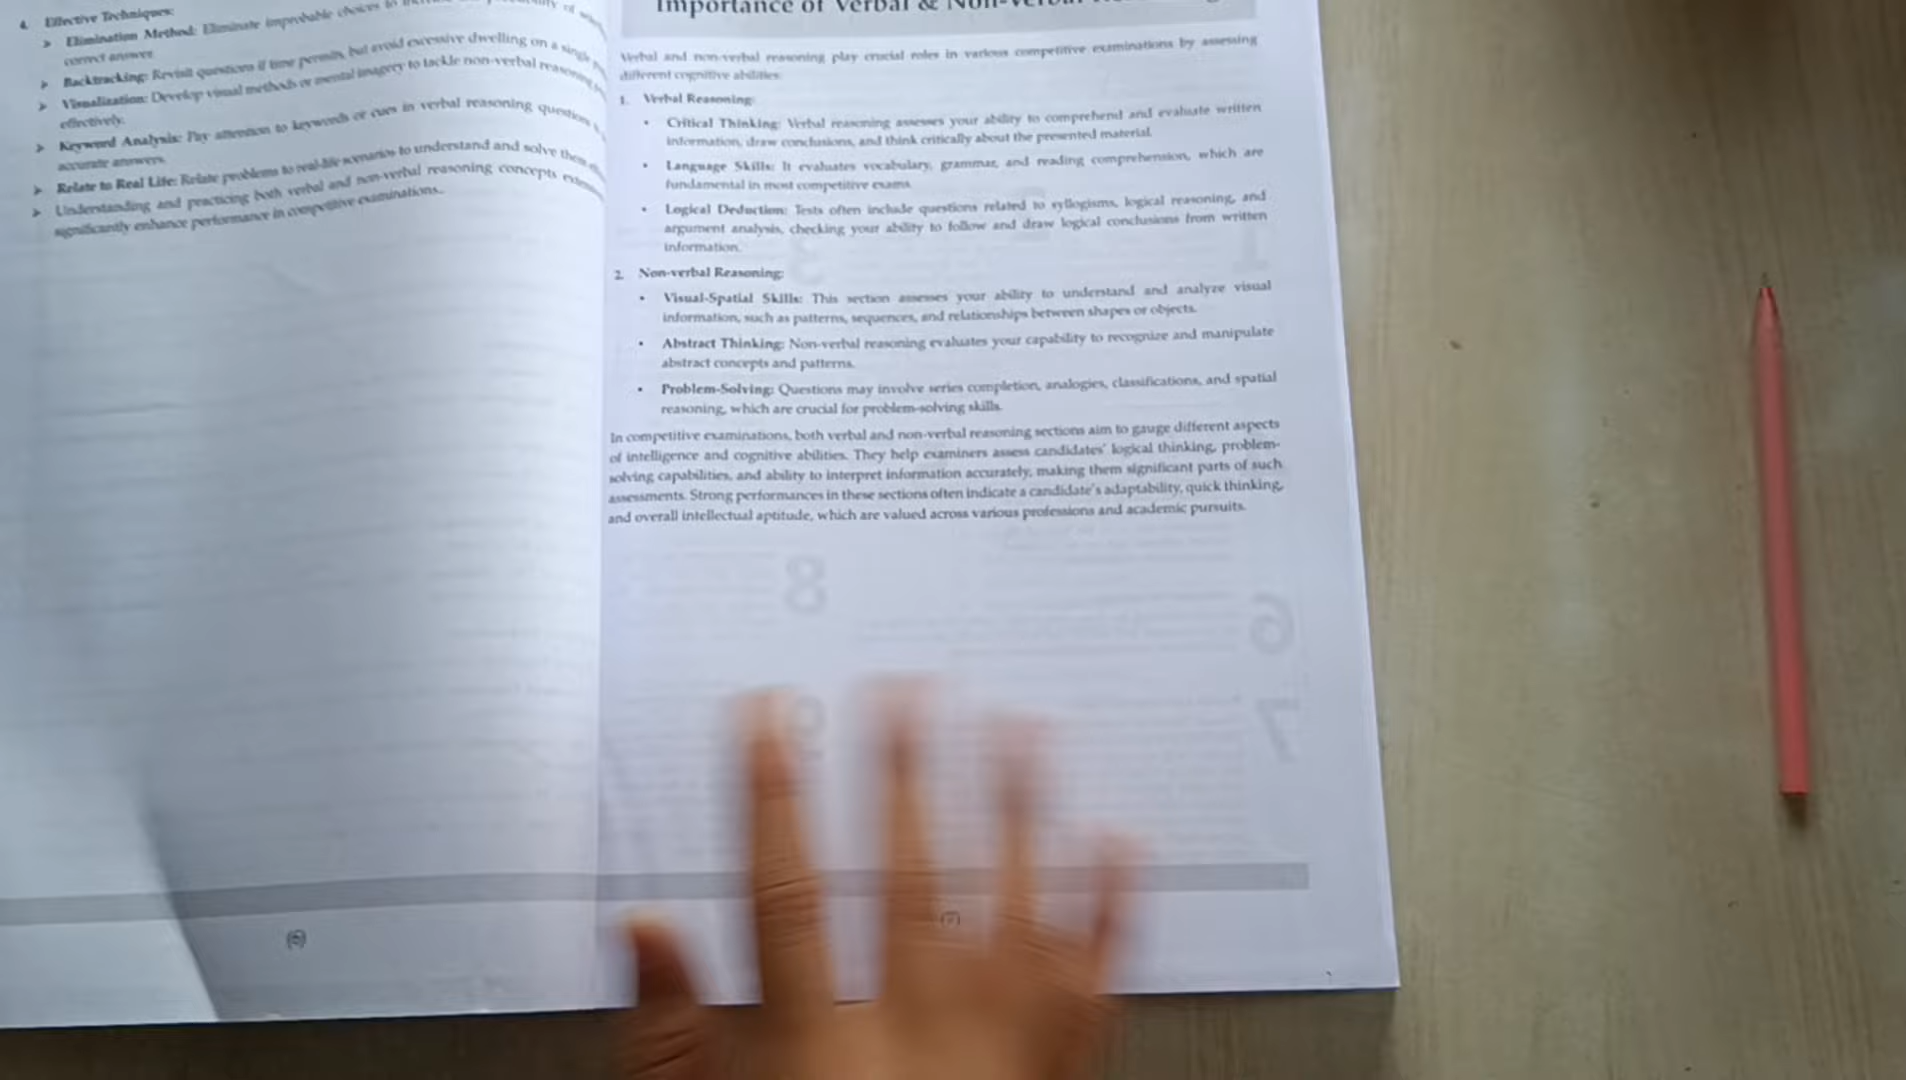 4. Effective Techniques:
➤ Elimination Method: Eliminate improbable choices to
correct answer.
➤ Backtracking: Revisit questions if time permits, but avoid excessive dwelling on a single
➤ Visualization: Develop visual methods or mental imagery to tackle non-verbal reasoning
effectively.
➤ Keyword Analysis: Pay attention to keywords or cues in verbal reasoning questions
accurate answers.
➤ Relate to Real Life: Relate problems to real-life scenarios to understand and solve them
➤ Understanding and practicing both verbal and non-verbal reasoning concepts
significantly enhance performance in competitive examinations.
(6)
Importance of Verbal & Non-Verbal
Verbal and non-verbal reasoning play crucial roles in various competitive examinations by assessing
different cognitive abilities:
1. Verbal Reasoning:
• Critical Thinking: Verbal reasoning assesses your ability to comprehend and evaluate written
information, draw conclusions, and think critically about the presented material.
• Language Skills: It evaluates vocabulary, grammar, and reading comprehension, which are
fundamental in most competitive exams.
• Logical Deduction: Tests often include questions related to syllogisms, logical reasoning, and
argument analysis, checking your ability to follow and draw logical conclusions from written
information.
2. Non-verbal Reasoning:
• Visual-Spatial Skills: This section assesses your ability to understand and analyze visual
information, such as patterns, sequences, and relationships between shapes or objects.
• Abstract Thinking: Non-verbal reasoning evaluates your capability to recognize and manipulate
abstract concepts and patterns.
• Problem-Solving: Questions may involve series completion, analogies, classifications, and spatial
reasoning, which are crucial for problem-solving skills.
In competitive examinations, both verbal and non-verbal reasoning sections aim to gauge different aspects
of intelligence and cognitive abilities. They help examiners assess candidates' logical thinking, problem-
solving capabilities, and ability to interpret information accurately, making them significant parts of such
assessments. Strong performances in these sections often indicate a candidate's adaptability, quick thinking,
and overall intellectual aptitude, which are valued across various professions and academic pursuits.
(7)